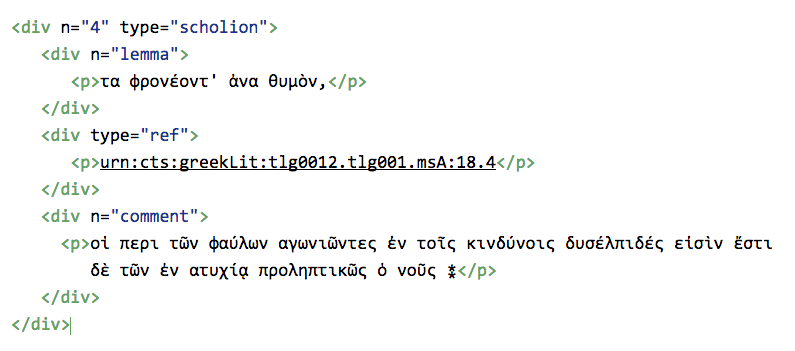 <div n="4" type="scholion">
<div n="lemma">
<p>τα φρονέοντ' ἀνα θυμὸν,</p>
</div>
<div type="ref">
<p>urn:cts:greekLit:tlg0012.tlg001.msA:18.4</p>
</div>
<div n="comment">
<p>οἱ περι τῶν φαύλων αγωνιῶντες ἐν τοῖς κινδύνοις δυσέλπιδές εἰσὶν ἔστι
δὲ τῶν ἐν ατυχίᾳ προληπτικῶς ὁ νοῦς ⁑</p>
</div>
</div>